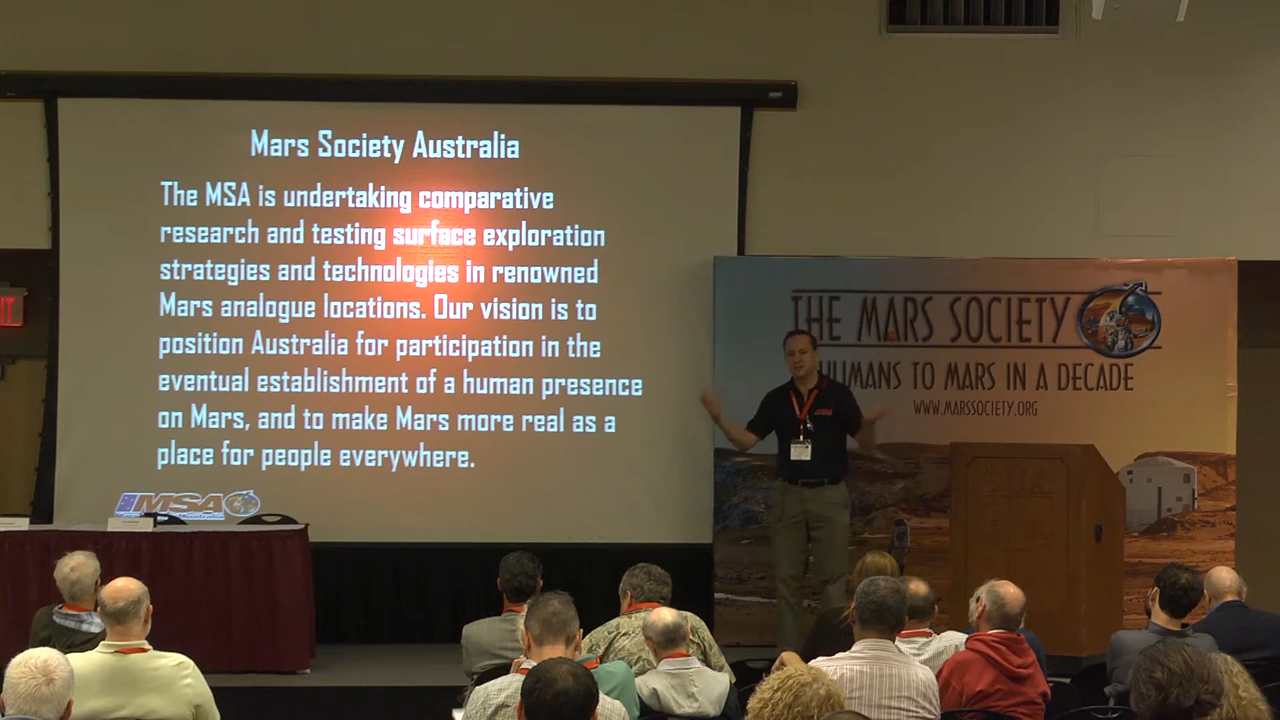 Mars Society Australia
The MSA is undertaking comparative
research and testing surface exploration
strategies and technologies in renowned
Mars analogue locations. Our vision is to
position Australia for participation in the
eventual establishment of a human presence
on Mars, and to make Mars more real as a
place for people everywhere.
MSA
THE MARS SOCIETY
HUMANS TO MARS IN A DECADE
WWW.MARSSOCIETY.ORG